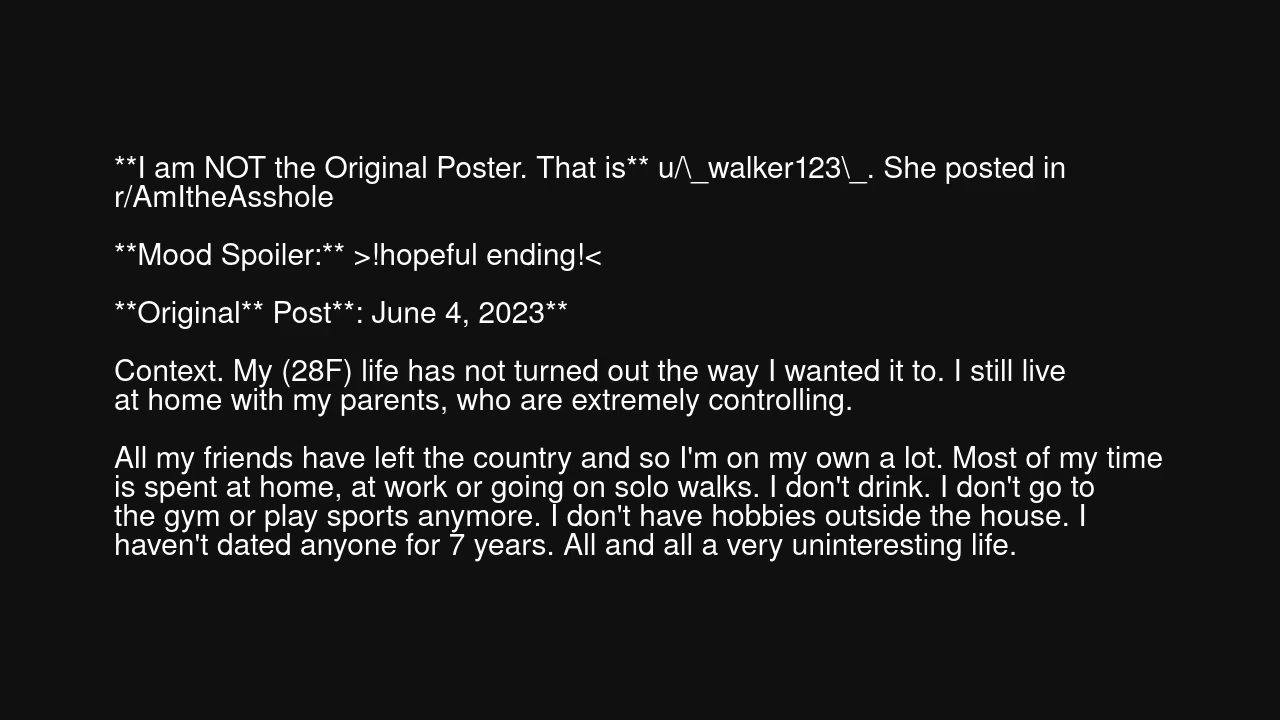 **I am NOT the Original Poster. That is** u/\_walker123\_. She posted in
r/AmItheAsshole
**Mood Spoiler:** >!hopeful ending!<
**Original** Post**: June 4, 2023**
Context. My (28F) life has not turned out the way I wanted it to. I still live
at home with my parents, who are extremely controlling.
All my friends have left the country and so I'm on my own a lot. Most of my time
is spent at home, at work or going on solo walks. I don't drink. I don't go to
the gym or play sports anymore. I don't have hobbies outside the house. I
haven't dated anyone for 7 years. All and all a very uninteresting life.